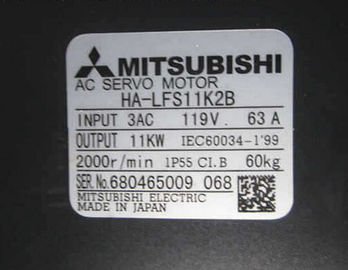 MITSUBISHI
AC SERVO MOTOR
HA-LFS11K2B
INPUT 3AC 119V. 63 A
OUTPUT 11KW IEC60034-1'99
2000r/min 1P55 CI.B 60kg
SER.No.680465009 068
MITSUBISHI ELECTRIC
MADE IN JAPAN